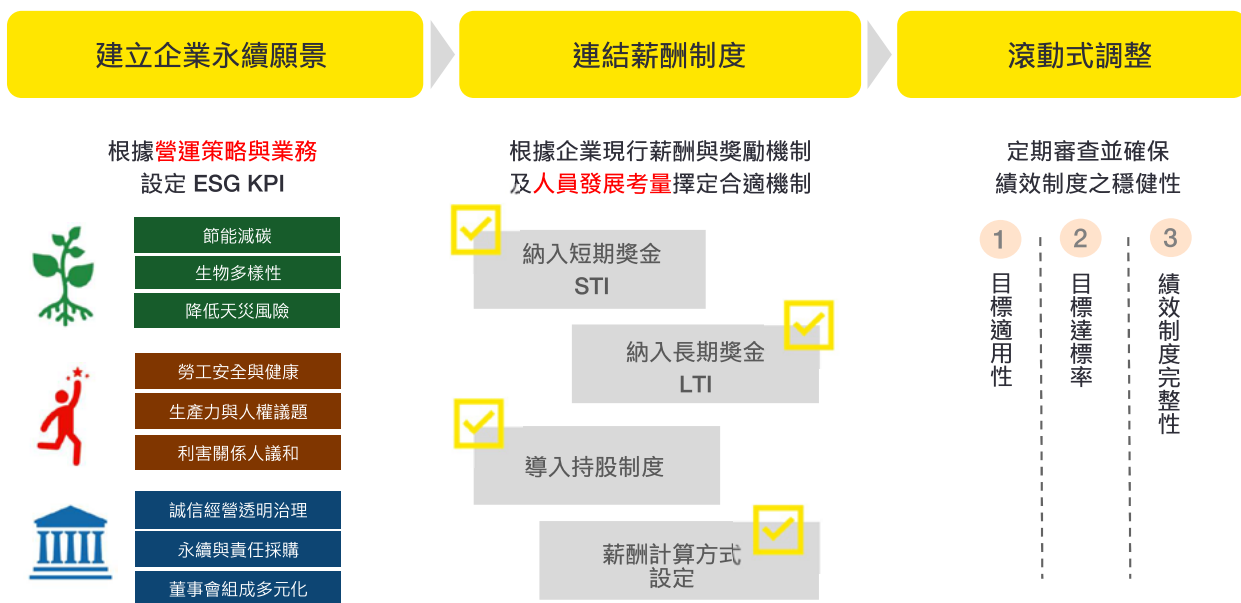 建立企業永續願景
連結薪酬制度
滾動式調整
根據營運策略與業務
設定 ESG KPI
節能減碳
生物多樣性
降低天災風險
勞工安全與健康
生產力與人權議題
利害關係人議和
誠信經營透明治理
永續與責任採購
董事會組成多元化
根據企業現行薪酬與獎勵機制
及人員發展考量擇定合適機制
納入短期獎金
STI
納入長期獎金
LTI
導入持股制度
薪酬計算方式
設定
定期審查並確保
績效制度之穩健性
1
目標適用性
2
目標達標率
3
績效制度完整性